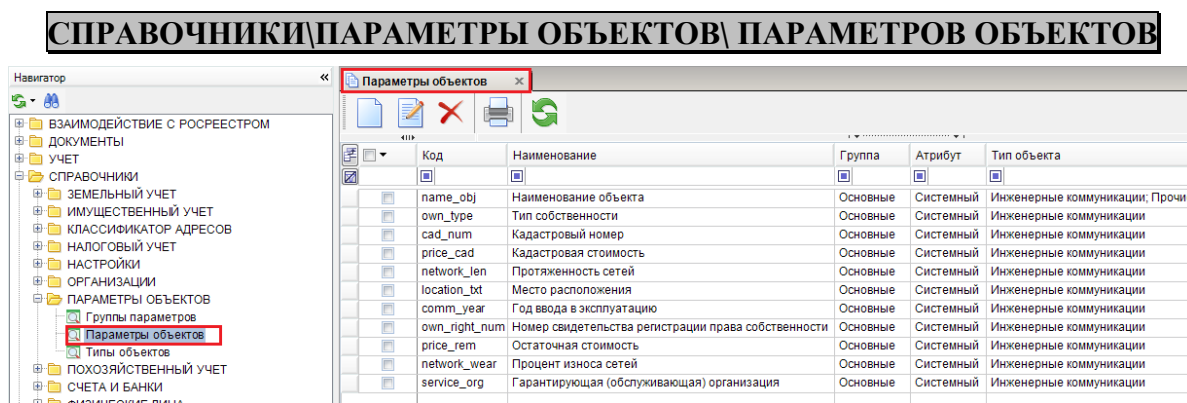 СПРАВОЧНИКИ\ПАРАМЕТРЫ ОБЪЕКТОВ\ ПАРАМЕТРОВ ОБЪЕКТОВ
Навигатор
ВЗАИМОДЕЙСТВИЕ С РОСРЕЕСТРОМ
ДОКУМЕНТЫ
УЧЕТ
СПРАВОЧНИКИ
ЗЕМЕЛЬНЫЙ УЧЕТ
ИМУЩЕСТВЕННЫЙ УЧЕТ
КЛАССИФИКАТОР АДРЕСОВ
НАЛОГОВЫЙ УЧЕТ
НАСТРОЙКИ
ОРГАНИЗАЦИИ
ПАРАМЕТРЫ ОБЪЕКТОВ
Группы параметров
Параметры объектов
Типы объектов
ПОХОЗЯЙСТВЕННЫЙ УЧЕТ
СЧЕТА И БАНКИ
ФИЗИЧЕСКИЕ ЛИЦА
Параметры объектов
Код Наименование Группа Атрибут Тип объекта
name_obj Наименование объекта Основные Системный Инженерные коммуникации; Прочи
own_type Тип собственности Основные Системный Инженерные коммуникации
cad_num Кадастровый номер Основные Системный Инженерные коммуникации
price_cad Кадастровая стоимость Основные Системный Инженерные коммуникации
network_len Протяженность сетей Основные Системный Инженерные коммуникации
location_txt Место расположения Основные Системный Инженерные коммуникации
comm_year Год ввода в эксплуатацию Основные Системный Инженерные коммуникации
own_right_num Номер свидетельства регистрации права собственности Основные Системный Инженерные коммуникации
price_rem Остаточная стоимость Основные Системный Инженерные коммуникации
network_wear Процент износа сетей Основные Системный Инженерные коммуникации
service_org Гарантирующая (обслуживающая) организация Основные Системный Инженерные коммуникации